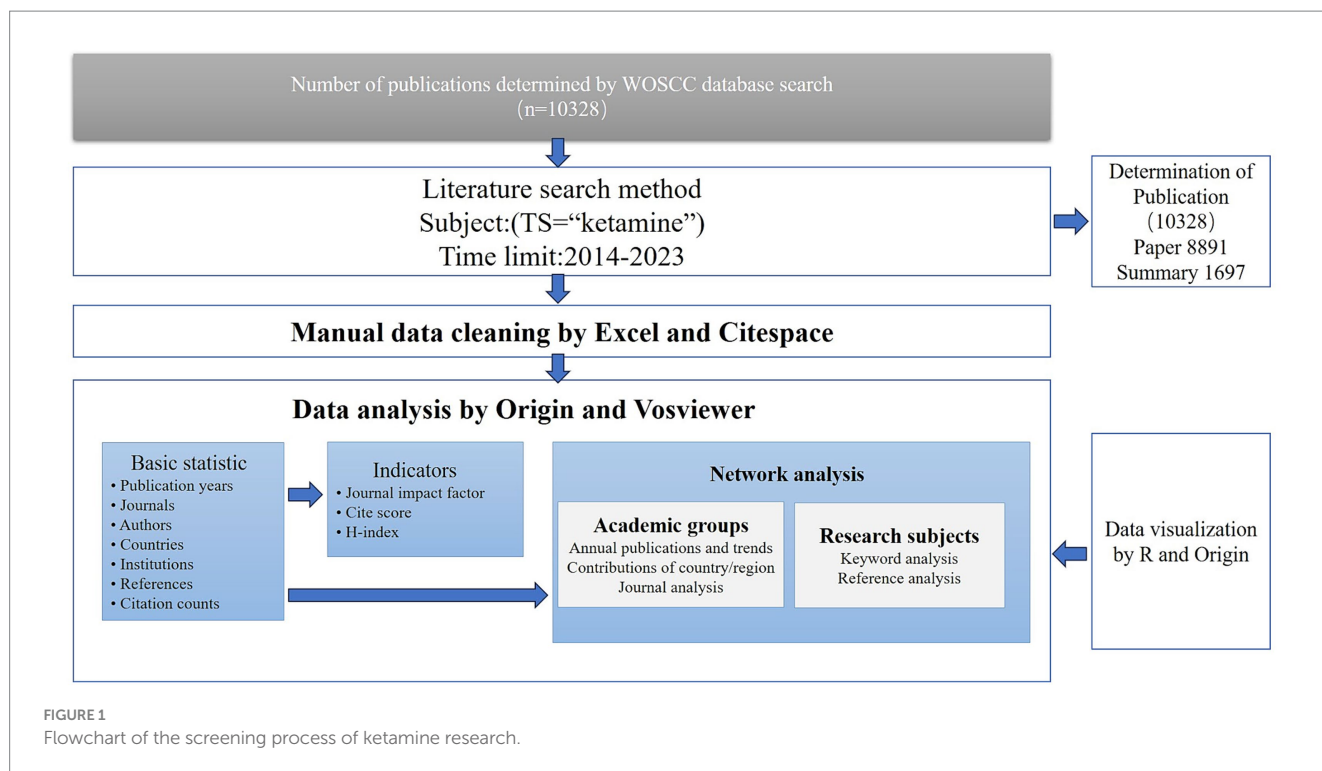 Number of publications determined by WOSCC database search
(n=10328)
Literature search method
Subject:(TS=“ketamine”)
Time limit:2014-2023
Determination of
Publication
(10328)
Paper 8891
Summary 1697
Manual data cleaning by Excel and Citespace
Data analysis by Origin and Vosviewer
Basic statistic
• Publication years
• Journals
• Authors
• Countries
• Institutions
• References
• Citation counts
Indicators
• Journal impact factor
• Cite score
• H-index
Network analysis
Academic groups
Annual publications and trends
Contributions of country/region
Journal analysis
Research subjects
Keyword analysis
Reference analysis
Data visualization
by R and Origin
FIGURE 1
Flowchart of the screening process of ketamine research.